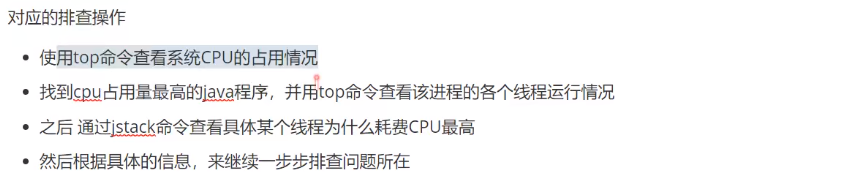 对应的排查操作
使用top命令查看系统CPU的占用情况
找到cpu占用量最高的java程序，并用top命令查看该进程的各个线程运行情况
之后 通过jstack命令查看具体某个线程为什么耗费CPU最高
然后根据具体的信息，来继续一步步排查问题所在